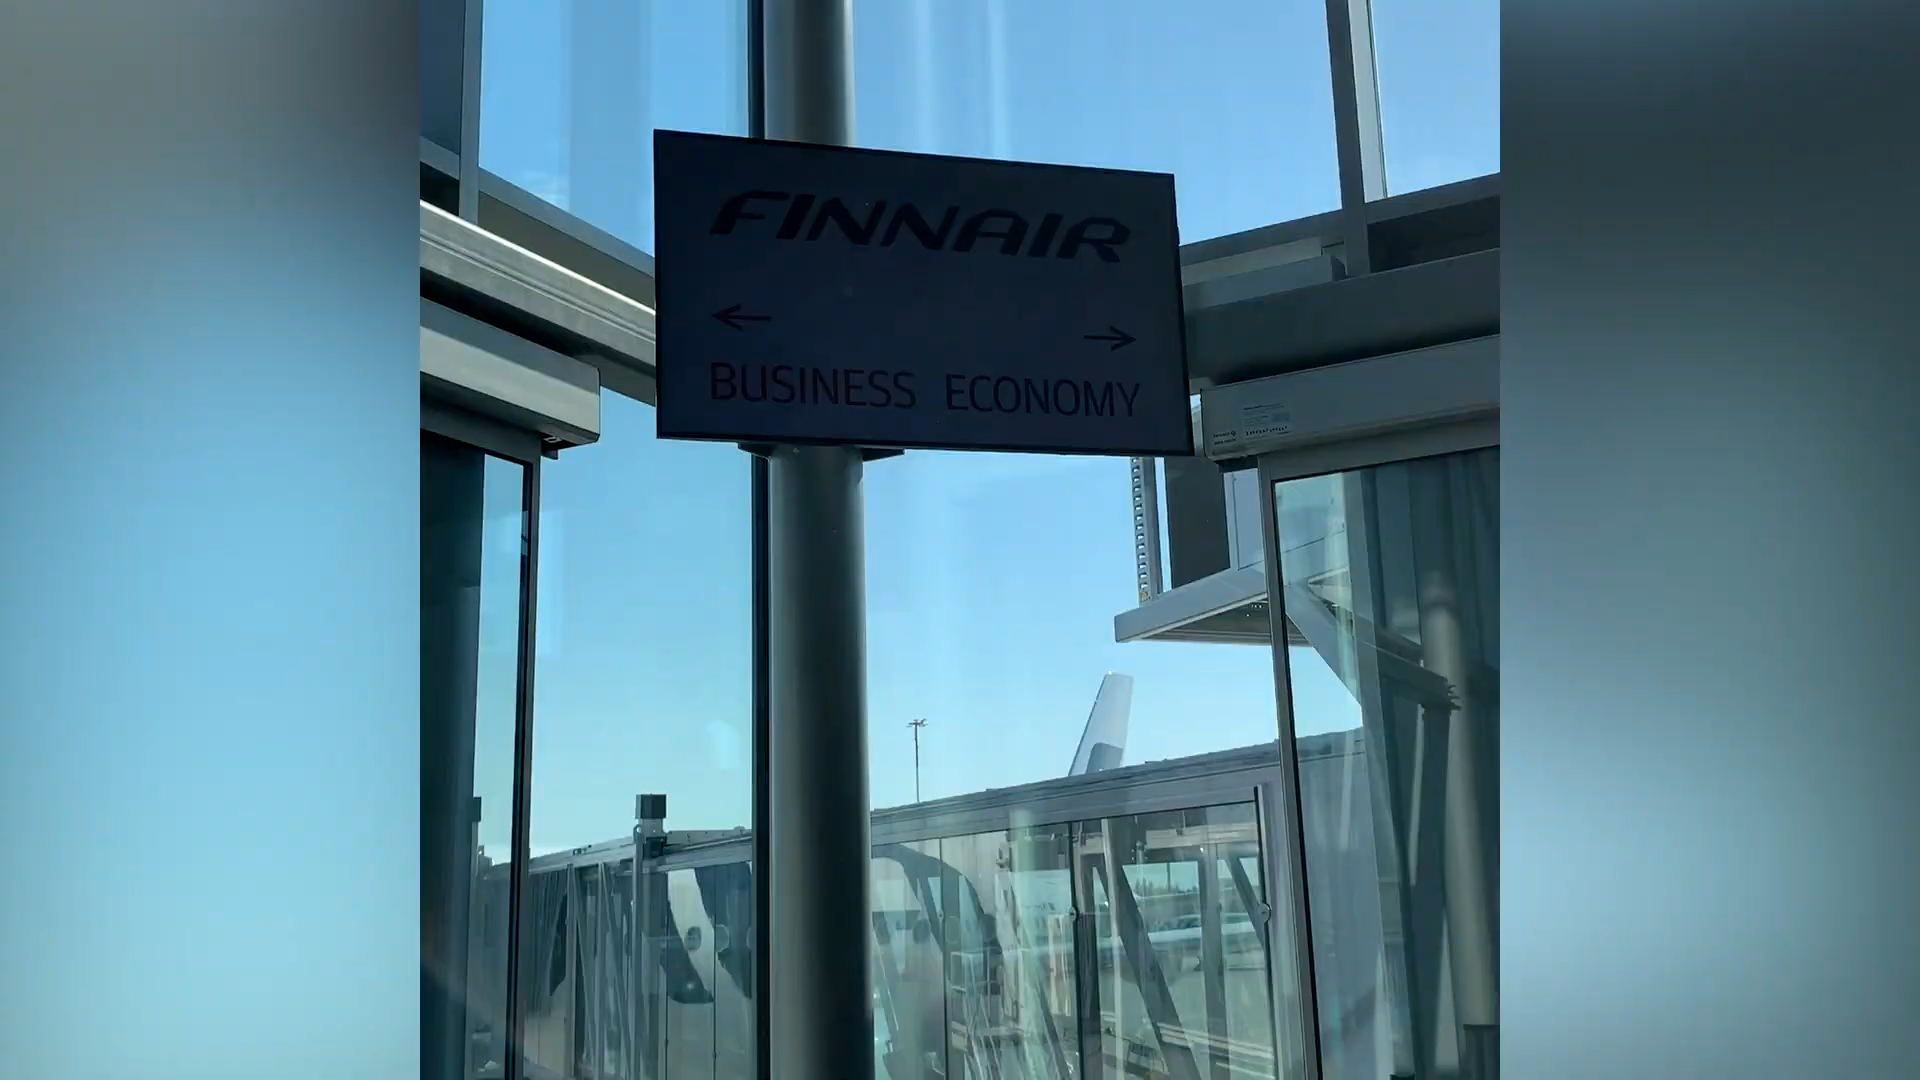 FINNAIR
← →
BUSINESS ECONOMY